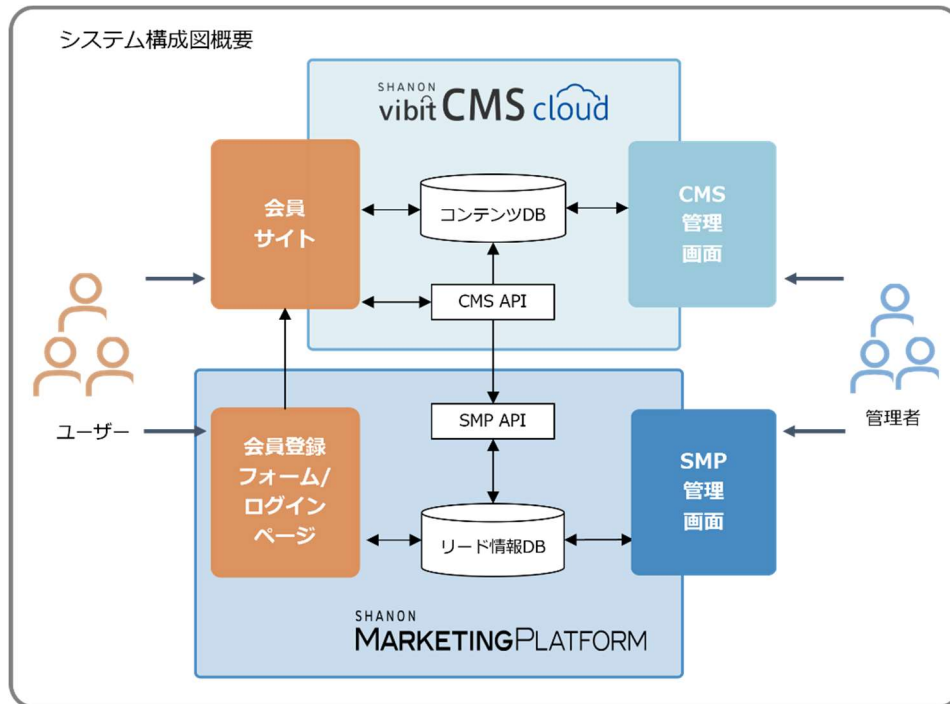 システム構成図概要
SHANON
vibit CMS cloud
会員
サイト
コンテンツDB
CMS
管理
画面
CMS API
ユーザー
管理者
会員登録
フォーム/
ログイン
ページ
SMP API
リード情報DB
SMP
管理
画面
SHANON
MARKETINGPLATFORM